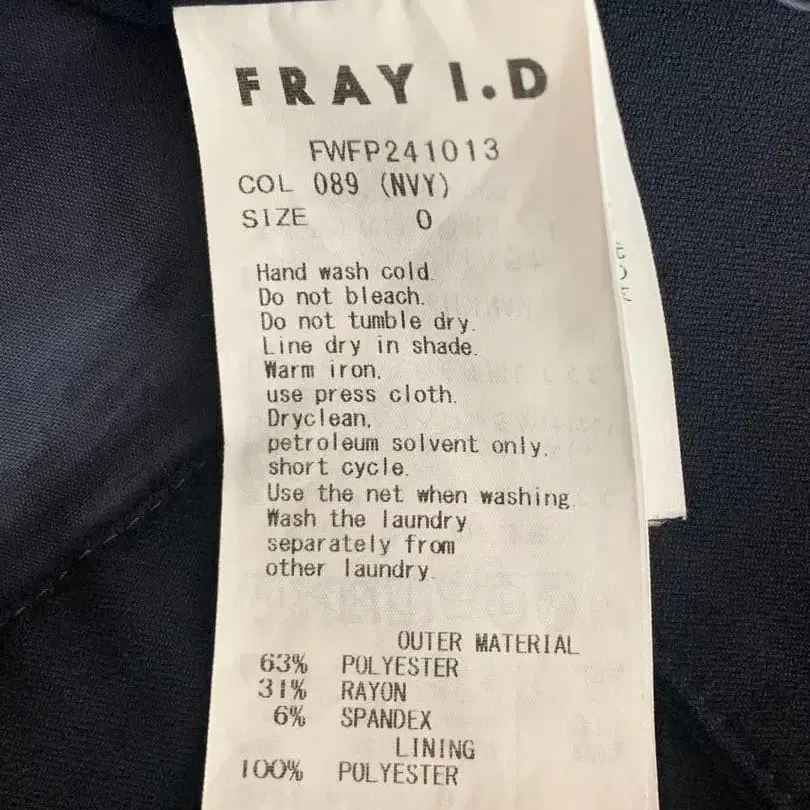 FRAY I.D
FWFP241013
COL 089 (NVY)
SIZE 0
Hand wash cold.
Do not bleach.
Do not tumble dry.
Line dry in shade.
Warm iron,
use press cloth.
Dryclean,
petroleum solvent only,
short cycle.
Use the net when washing.
Wash the laundry
separately from
other laundry.
OUTER MATERIAL
63% POLYESTER
31% RAYON
6% SPANDEX
LINING
100% POLYESTER